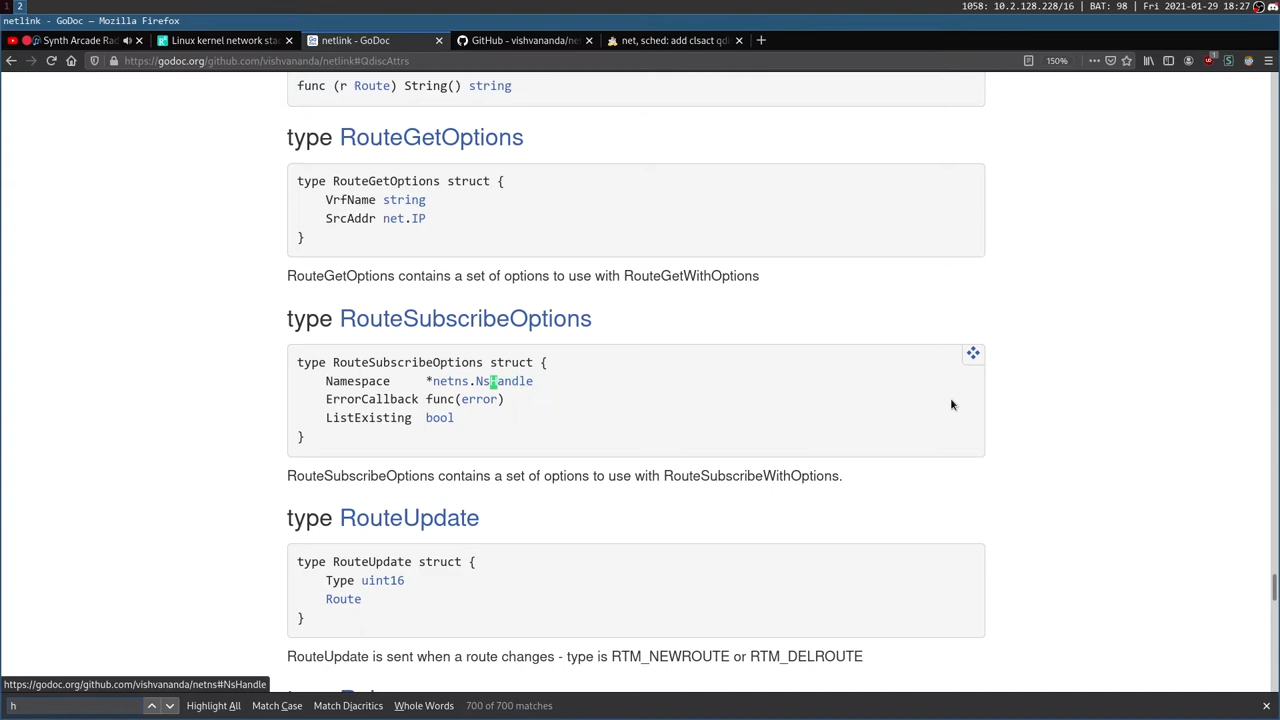 1 2 1058: 10.2.128.228/16 | BAT: 98 | Fri 2021-01-29 18:27
netlink - GoDoc — Mozilla Firefox
Synth Arcade Rad
Linux kernel network sta
netlink - GoDoc
GitHub - vishvananda/net
net, sched: add clsact qdi
https://godoc.org/github.com/vishvananda/netlink#QdiscAttrs
150%
func (r Route) String() string
type RouteGetOptions
type RouteGetOptions struct {
VrfName string
SrcAddr net.IP
}
RouteGetOptions contains a set of options to use with RouteGetWithOptions
type RouteSubscribeOptions
type RouteSubscribeOptions struct {
Namespace *netns.NsHandle
ErrorCallback func(error)
ListExisting bool
}
RouteSubscribeOptions contains a set of options to use with RouteSubscribeWithOptions.
type RouteUpdate
type RouteUpdate struct {
Type uint16
Route
}
RouteUpdate is sent when a route changes - type is RTM_NEWROUTE or RTM_DELROUTE
https://godoc.org/github.com/vishvananda/netns#NsHandle
h Highlight All Match Case Match Diacritics Whole Words 700 of 700 matches